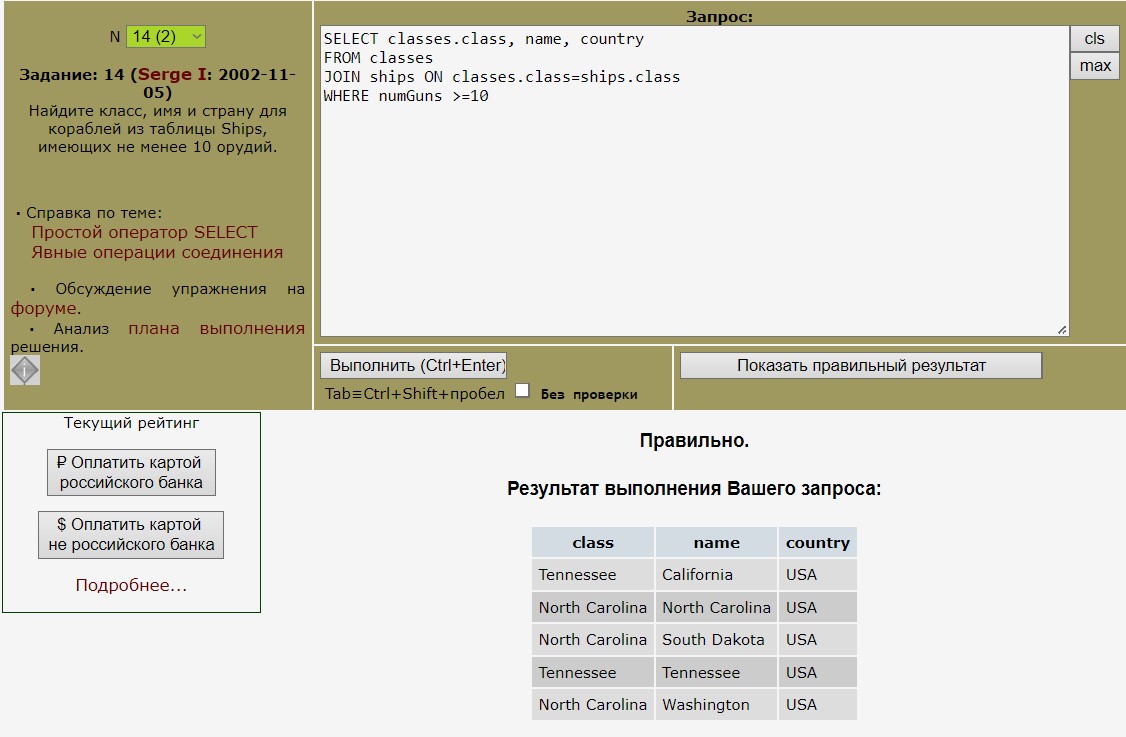 N 14 (2)
Задание: 14 (Serge I: 2002-11-
05)
Найдите класс, имя и страну для
кораблей из таблицы Ships,
имеющих не менее 10 орудий.
• Справка по теме:
Простой оператор SELECT
Явные операции соединения
• Обсуждение упражнения на
форуме.
• Анализ плана выполнения
решения.
Запрос:
SELECT classes.class, name, country
FROM classes
JOIN ships ON classes.class=ships.class
WHERE numGuns >=10
cls
max
Выполнить (Ctrl+Enter)
Tab≡Ctrl+Shift+пробел Без проверки
Показать правильный результат
Текущий рейтинг
₽ Оплатить картой
российского банка
$ Оплатить картой
не российского банка
Подробнее...
Правильно.
Результат выполнения Вашего запроса:
class name country
Tennessee California USA
North Carolina North Carolina USA
North Carolina South Dakota USA
Tennessee Tennessee USA
North Carolina Washington USA